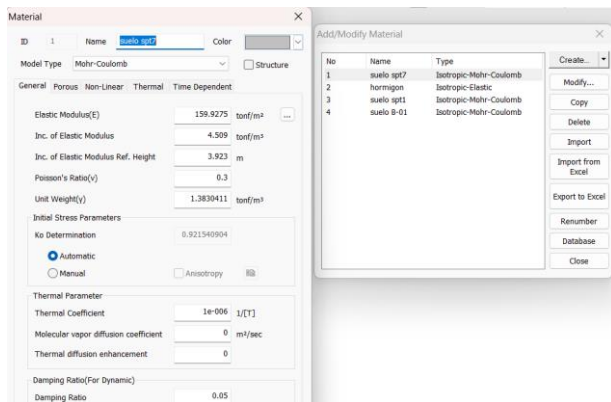 Material
ID 1 Name suelo spt7 Color
Model Type Mohr-Coulomb Structure
General Porous Non-Linear Thermal Time Dependent
Elastic Modulus(E) 159.9275 tonf/m² ...
Inc. of Elastic Modulus 4.509 tonf/m³
Inc. of Elastic Modulus Ref. Height 3.923 m
Poisson's Ratio(ν) 0.3
Unit Weight(γ) 1.3830411 tonf/m³
Initial Stress Parameters
Ko Determination 0.921540904
Automatic
Manual Anisotropy
Thermal Parameter
Thermal Coefficient 1e-006 1/[T]
Molecular vapor diffusion coefficient 0 m²/sec
Thermal diffusion enhancement 0
Damping Ratio(For Dynamic)
Damping Ratio 0.05
Add/Modify Material
No Name Type
1 suelo spt7 Isotropic-Mohr-Coulomb
2 hormigon Isotropic-Elastic
3 suelo spt1 Isotropic-Mohr-Coulomb
4 suelo B-01 Isotropic-Mohr-Coulomb
Create...
Modify...
Copy
Delete
Import
Import from
Excel
Export to Excel
Renumber
Database
Close